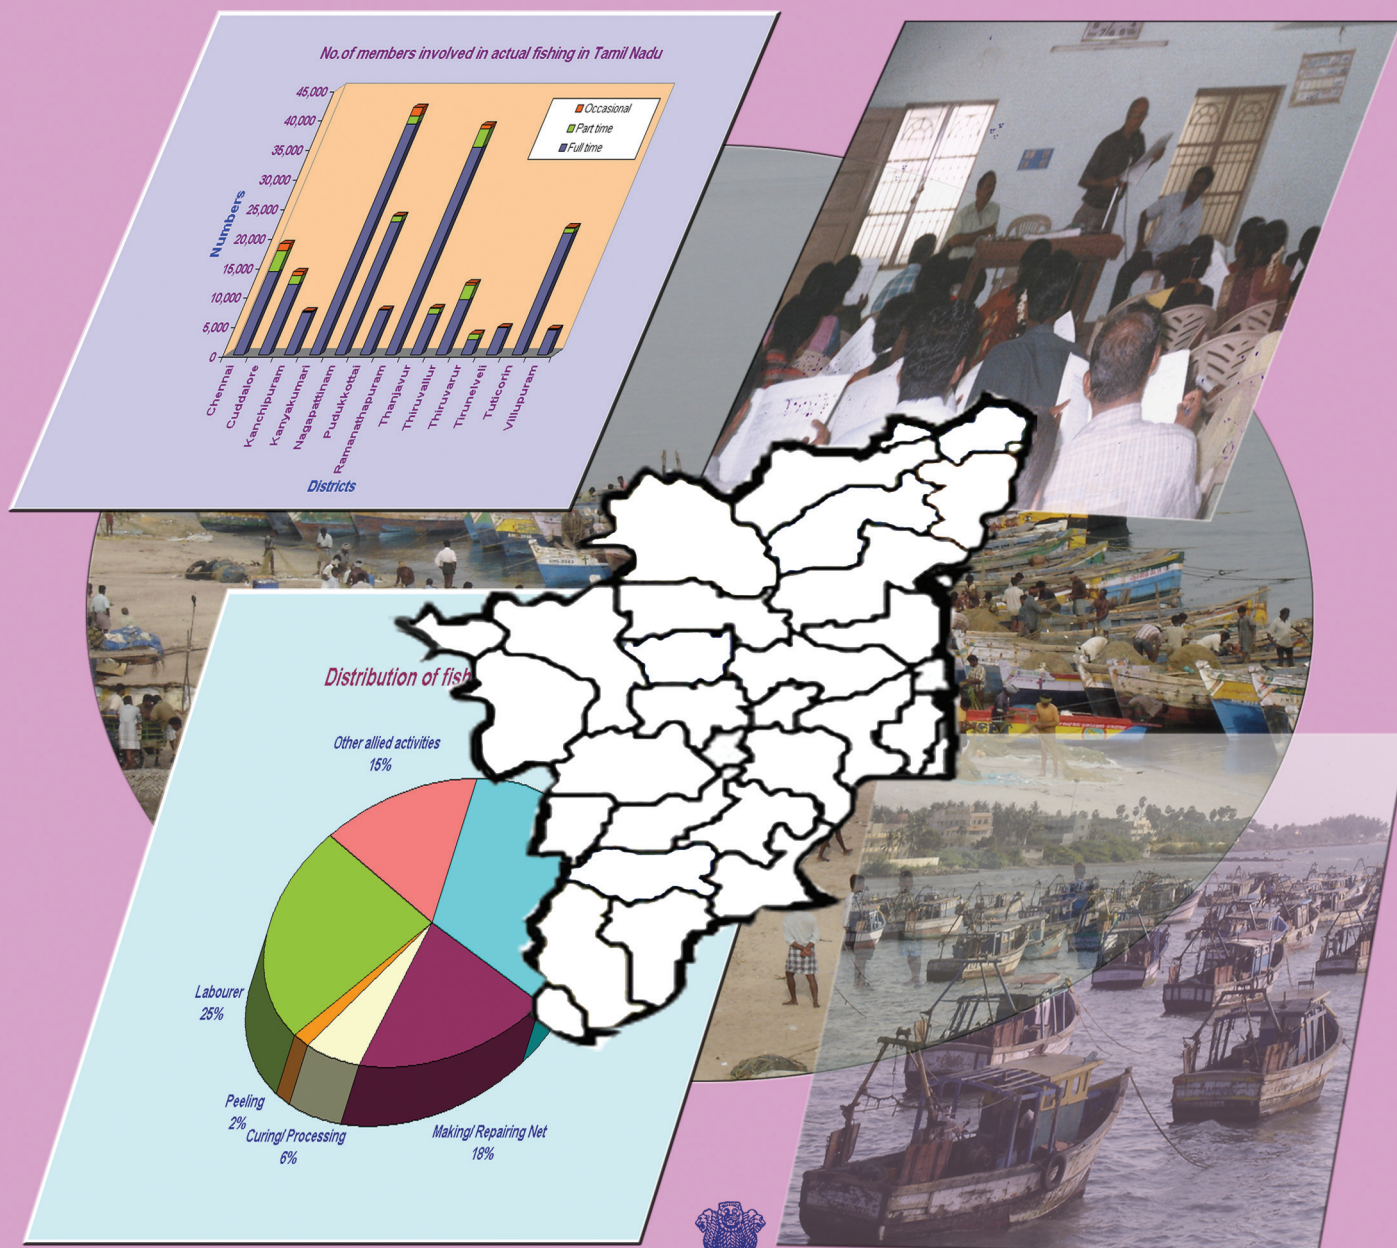 No.of members involved in actual fishing in Tamil Nadu
45,000
40,000
35,000
30,000
25,000
20,000
15,000
10,000
5,000
0
Numbers
Occasional
Part time
Full time
Chennai
Cuddalore
Kanchipuram
Kanyakumari
Nagapattinam
Pudukkottai
Ramanathapuram
Thanjavur
Thiruvallur
Thiruvarur
Tirunelveli
Tuticorin
Villupuram
Districts
Distribution of fish
Other allied activities
15%
Labourer
25%
Peeling
2%
Curing/ Processing
6%
Making/ Repairing Net
18%